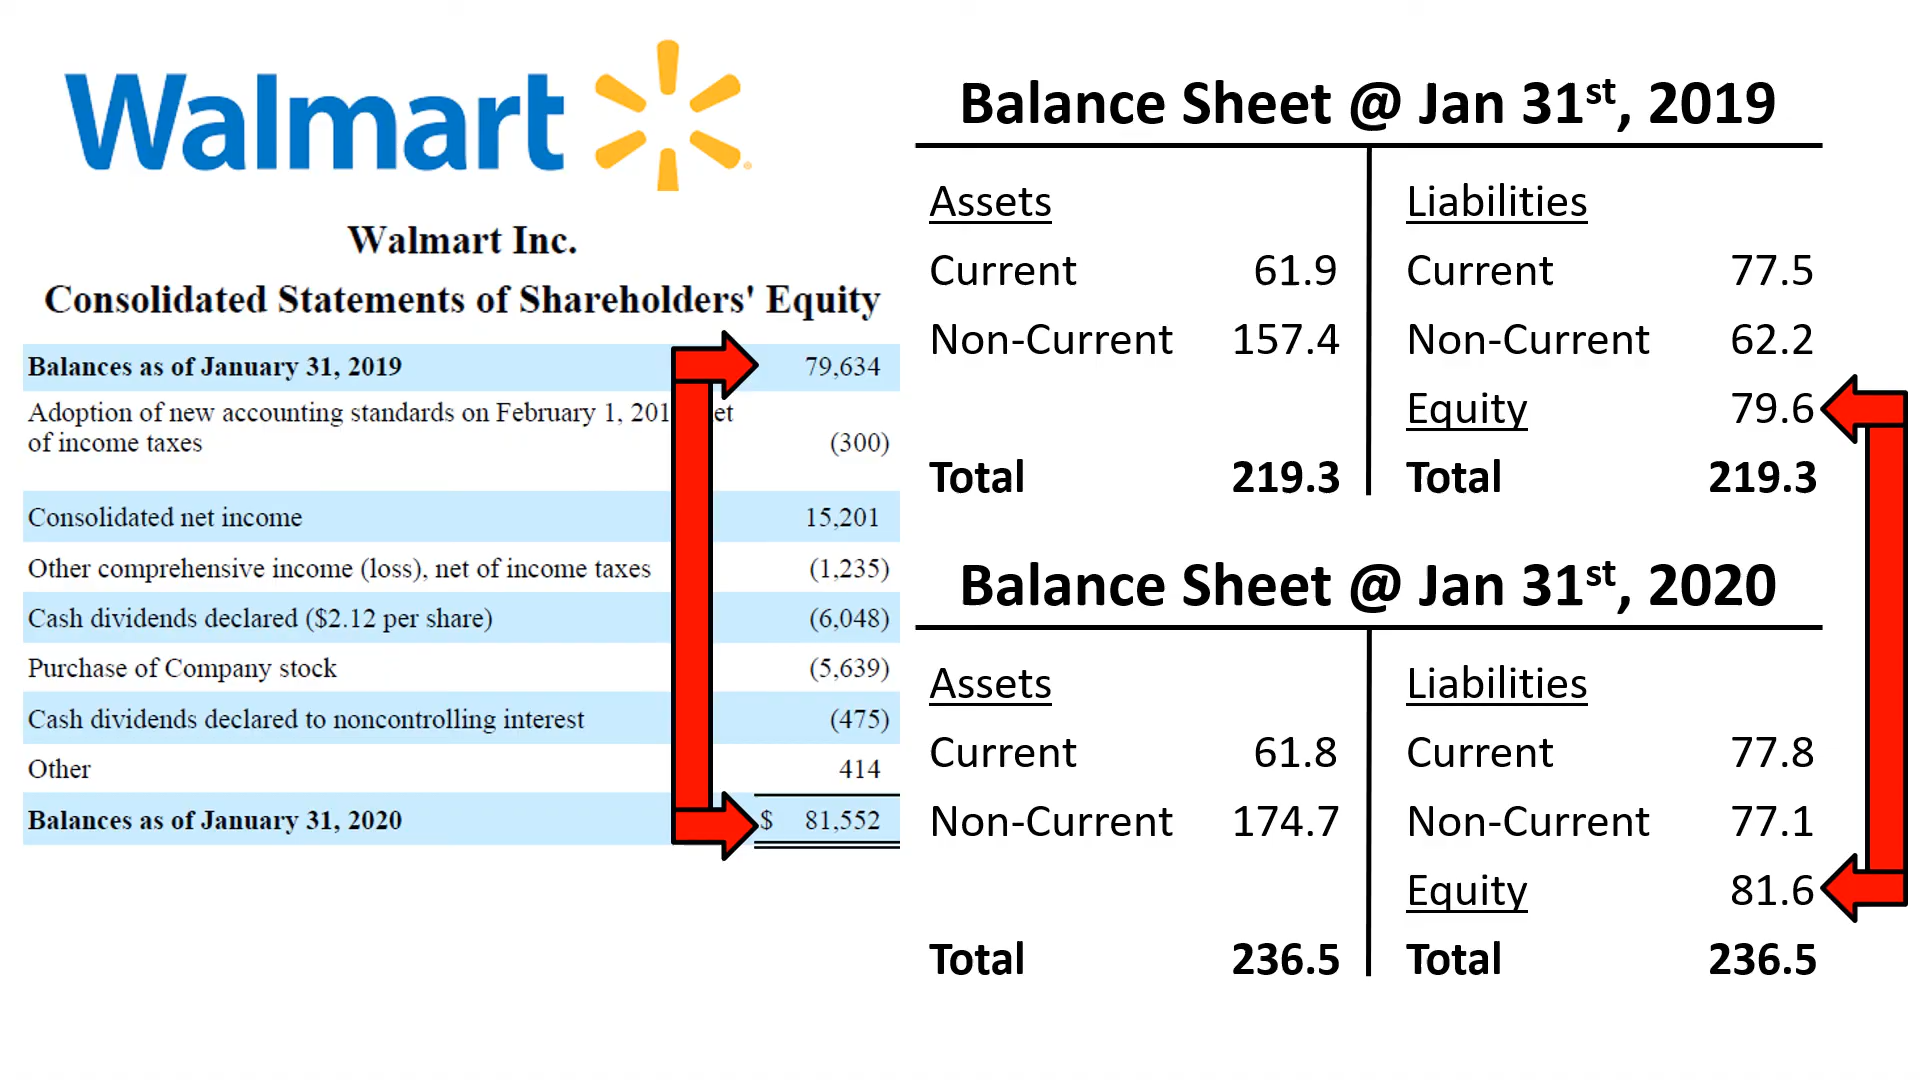 Walmart
Walmart Inc.
Consolidated Statements of Shareholders' Equity
Balances as of January 31, 2019 79,634
Adoption of new accounting standards on February 1, 201 et
of income taxes (300)
Consolidated net income 15,201
Other comprehensive income (loss), net of income taxes (1,235)
Cash dividends declared ($2.12 per share) (6,048)
Purchase of Company stock (5,639)
Cash dividends declared to noncontrolling interest (475)
Other 414
Balances as of January 31, 2020 $ 81,552
Balance Sheet @ Jan 31st, 2019
Assets Liabilities
Current 61.9 Current 77.5
Non-Current 157.4 Non-Current 62.2
Equity 79.6
Total 219.3 Total 219.3
Balance Sheet @ Jan 31st, 2020
Assets Liabilities
Current 61.8 Current 77.8
Non-Current 174.7 Non-Current 77.1
Equity 81.6
Total 236.5 Total 236.5